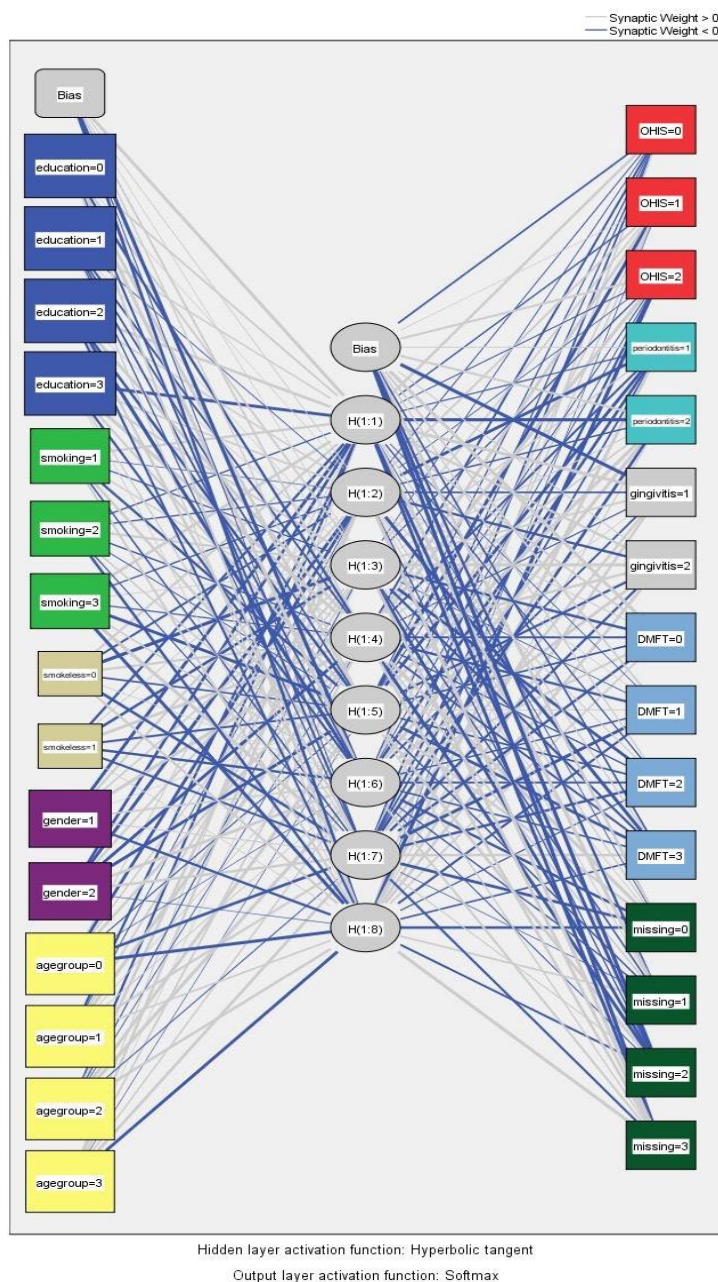 Synaptic Weight > 0
Synaptic Weight < 0
Bias
education=0
education=1
education=2
education=3
smoking=1
smoking=2
smoking=3
smokeless=0
smokeless=1
gender=1
gender=2
agegroup=0
agegroup=1
agegroup=2
agegroup=3
Bias
H(1:1)
H(1:2)
H(1:3)
H(1:4)
H(1:5)
H(1:6)
H(1:7)
H(1:8)
OHIS=0
OHIS=1
OHIS=2
periodontitis=1
periodontitis=2
gingivitis=1
gingivitis=2
DMFT=0
DMFT=1
DMFT=2
DMFT=3
missing=0
missing=1
missing=2
missing=3
Hidden layer activation function: Hyperbolic tangent
Output layer activation function: Softmax